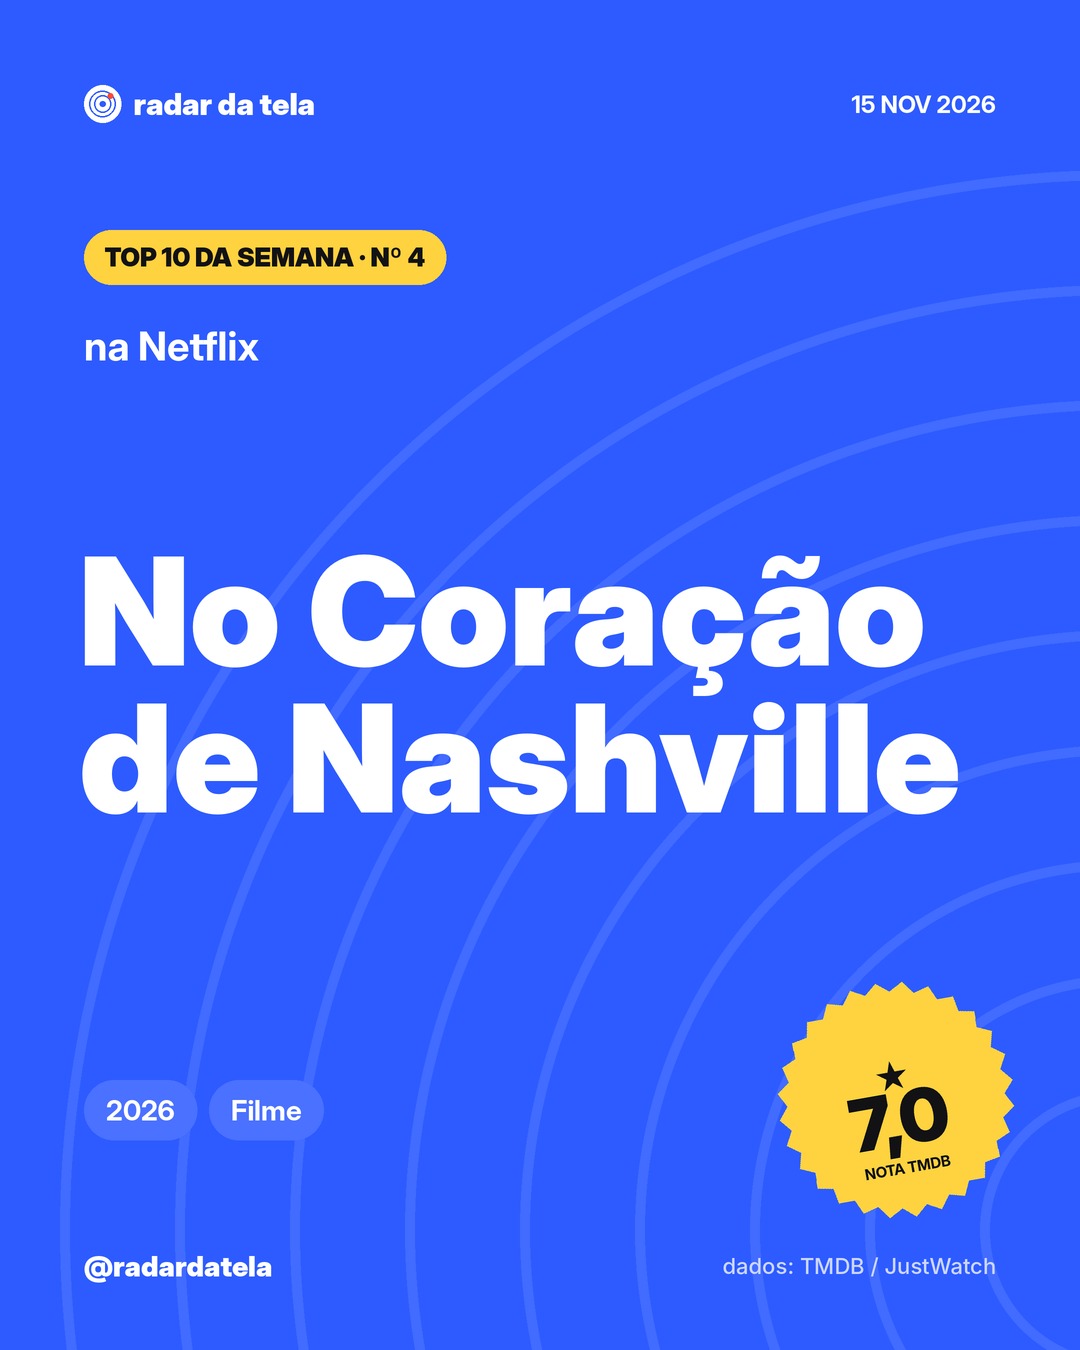 radar da tela
15 NOV 2026
TOP 10 DA SEMANA · Nº 4
na Netflix
No Coração
de Nashville
2026
Filme
★
7,0
NOTA TMDB
@radardatela
dados: TMDB / JustWatch